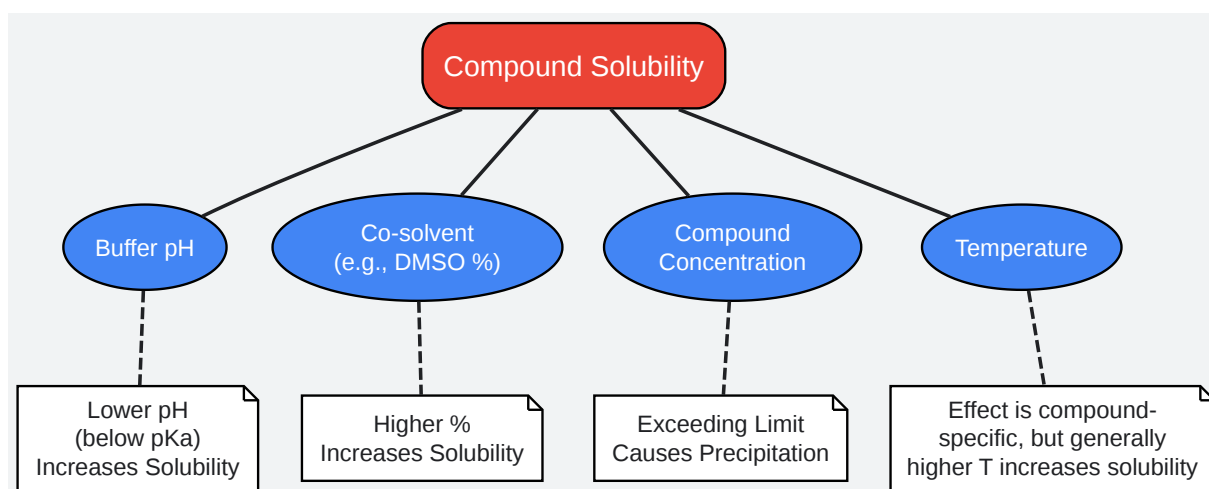 Compound Solubility
Buffer pH
Co-solvent
(e.g., DMSO %)
Compound
Concentration
Temperature
Lower pH
(below pKa)
Increases Solubility
Higher %
Increases Solubility
Exceeding Limit
Causes Precipitation
Effect is compound-
specific, but generally
higher T increases solubility